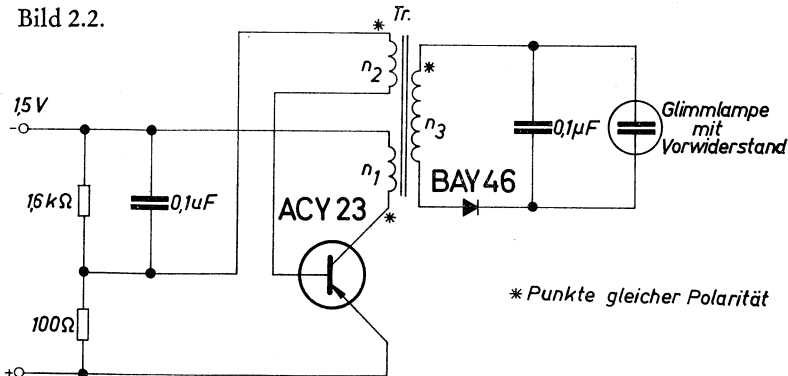 Bild 2.2.
* Tr.
n2
*
1,5 V
-
n3
0,1µF
Glimmlampe
mit
Vorwiderstand
n1
1,6 kΩ
0,1uF
ACY 23
BAY 46
*
* Punkte gleicher Polarität
100 Ω
+